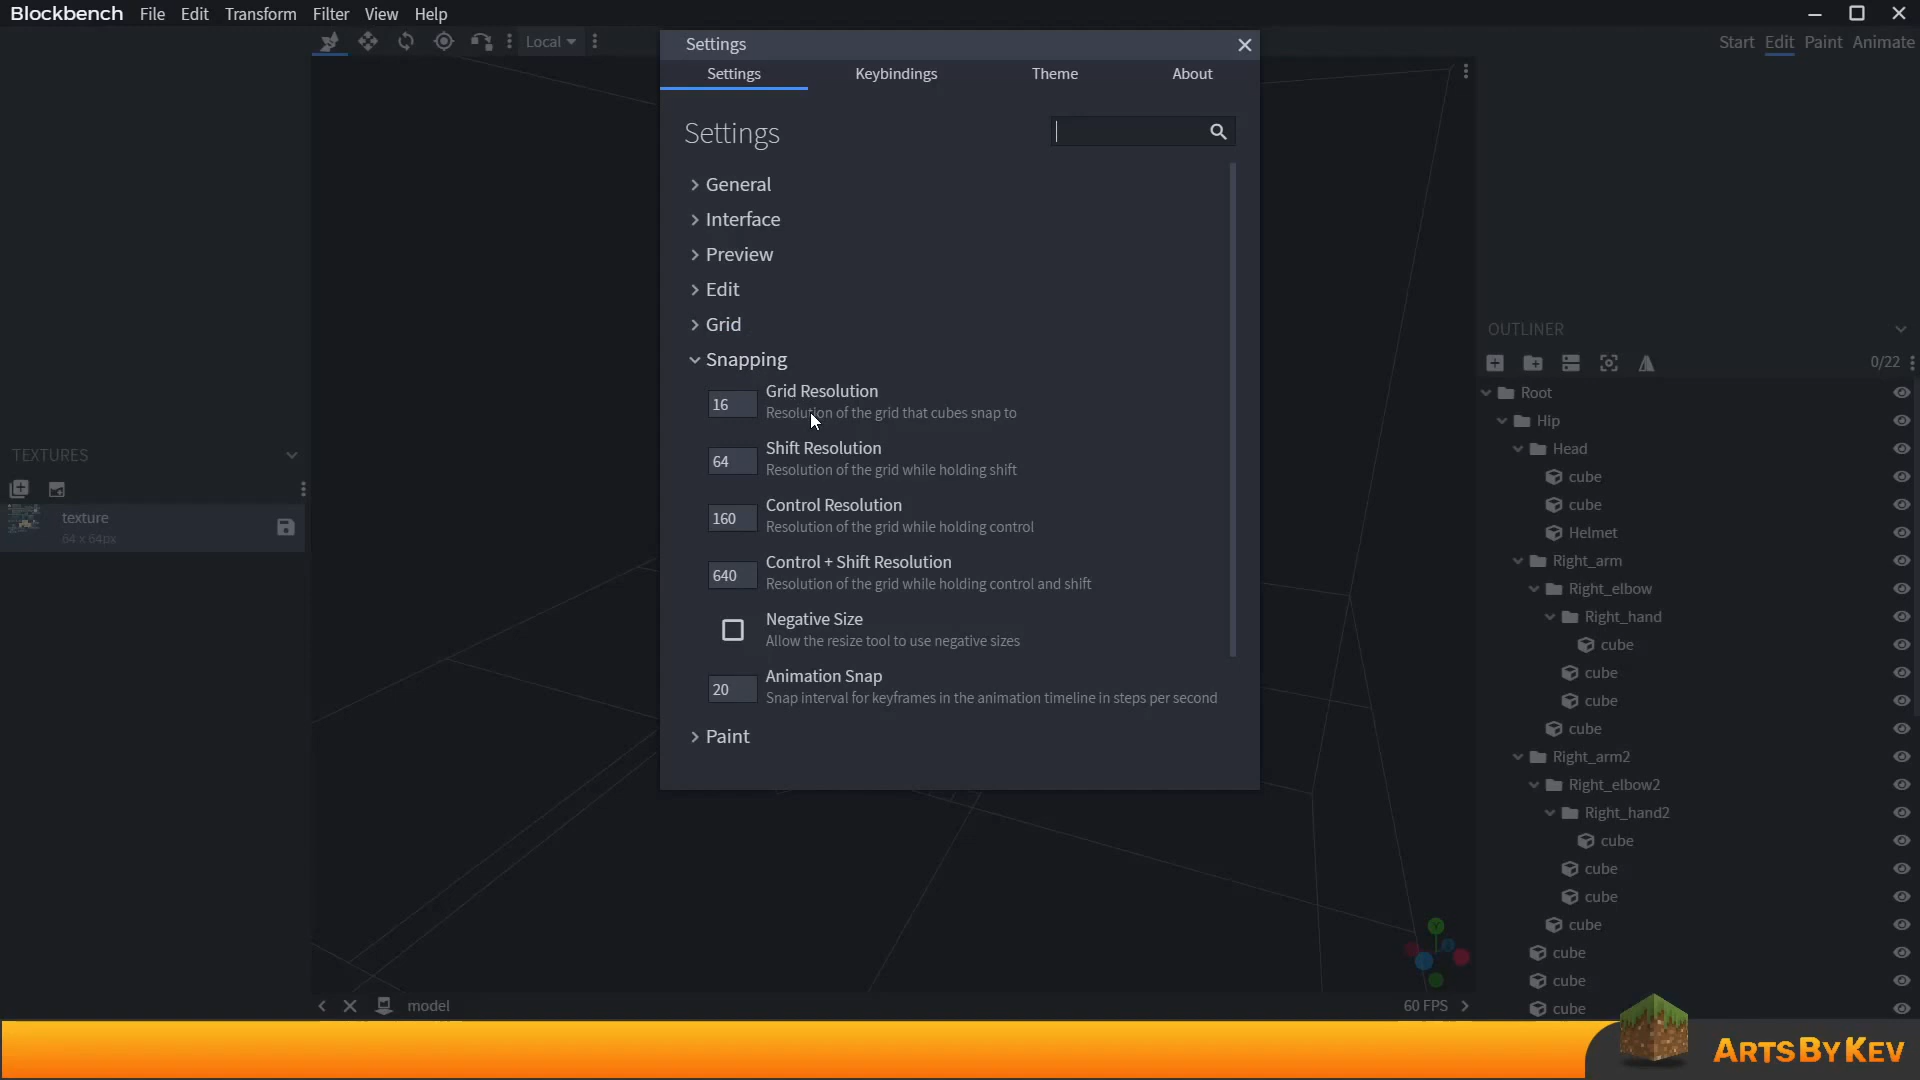 Blockbench File Edit Transform Filter View Help
Local
Start Edit Paint Animate
Settings
Settings Keybindings Theme About
Settings
General
Interface
Preview
Edit
Grid
Snapping
16 Grid Resolution
Resolution of the grid that cubes snap to
64 Shift Resolution
Resolution of the grid while holding shift
160 Control Resolution
Resolution of the grid while holding control
640 Control + Shift Resolution
Resolution of the grid while holding control and shift
Negative Size
Allow the resize tool to use negative sizes
20 Animation Snap
Snap interval for keyframes in the animation timeline in steps per second
Paint
TEXTURES
texture
64 x 64px
OUTLINER
0/22
Root
Hip
Head
cube
cube
Helmet
Right_arm
Right_elbow
Right_hand
cube
cube
cube
cube
Right_arm2
Right_elbow2
Right_hand2
cube
cube
cube
cube
cube
cube
cube
Y
model
60 FPS
ARTSBYKEV